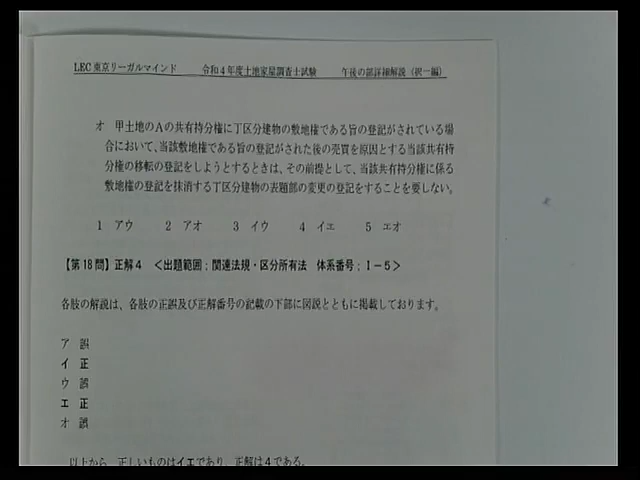 LEC東京リーガルマインド 令和4年度土地家屋調査士試験 午後の部詳細解説（択一編）
オ 甲土地のAの共有持分権に丁区分建物の敷地権である旨の登記がされている場
合において、当該敷地権である旨の登記がされた後の売買を原因とする当該共有持
分権の移転の登記をしようとするときは、その前提として、当該共有持分権に係る
敷地権の登記を抹消する丁区分建物の表題部の変更の登記をすることを要しない。
1 アウ 2 アオ 3 イウ 4 イエ 5 エオ
【第18問】正解4 ＜出題範囲；関連法規・区分所有法 体系番号；1－5＞
各肢の解説は、各肢の正誤及び正解番号の記載の下部に図説とともに掲載しております。
ア 誤
イ 正
ウ 誤
エ 正
オ 誤
以上から、正しいものはイエであり、正解は4である。